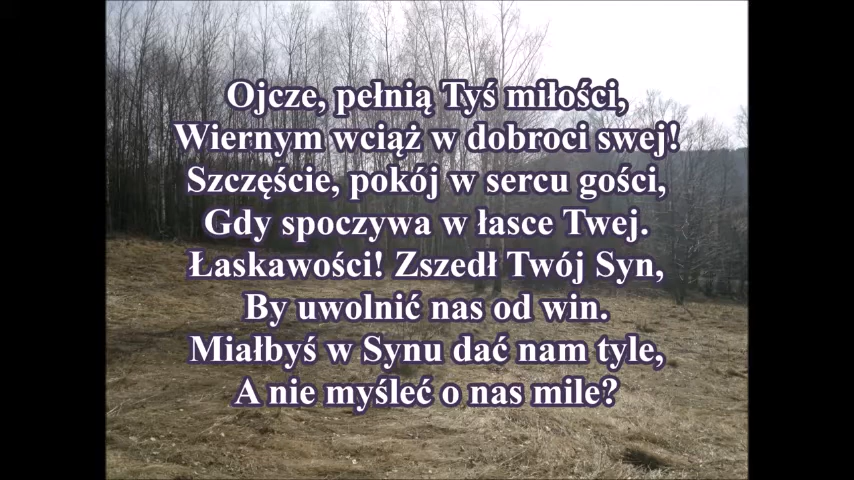 Ojcze, pełnią Tyś miłości,
Wiernym wciąż w dobroci swej!
Szczęście, pokój w sercu gości,
Gdy spoczywa w łasce Twej.
Łaskawości! Zszedł Twój Syn,
By uwolnić nas od win.
Miałbyś w Synu dać nam tyle,
A nie myśleć o nas mile?